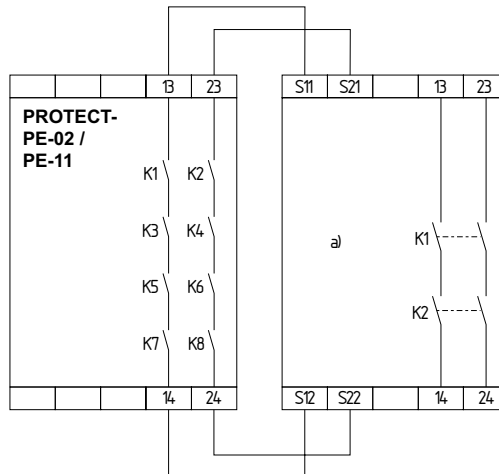 13 23 S11 S21 13 23
PROTECT-
PE-02 /
PE-11
K1 K2
K3 K4 a) K1
K5 K6
K2
K7 K8
14 24 S12 S22 14 24